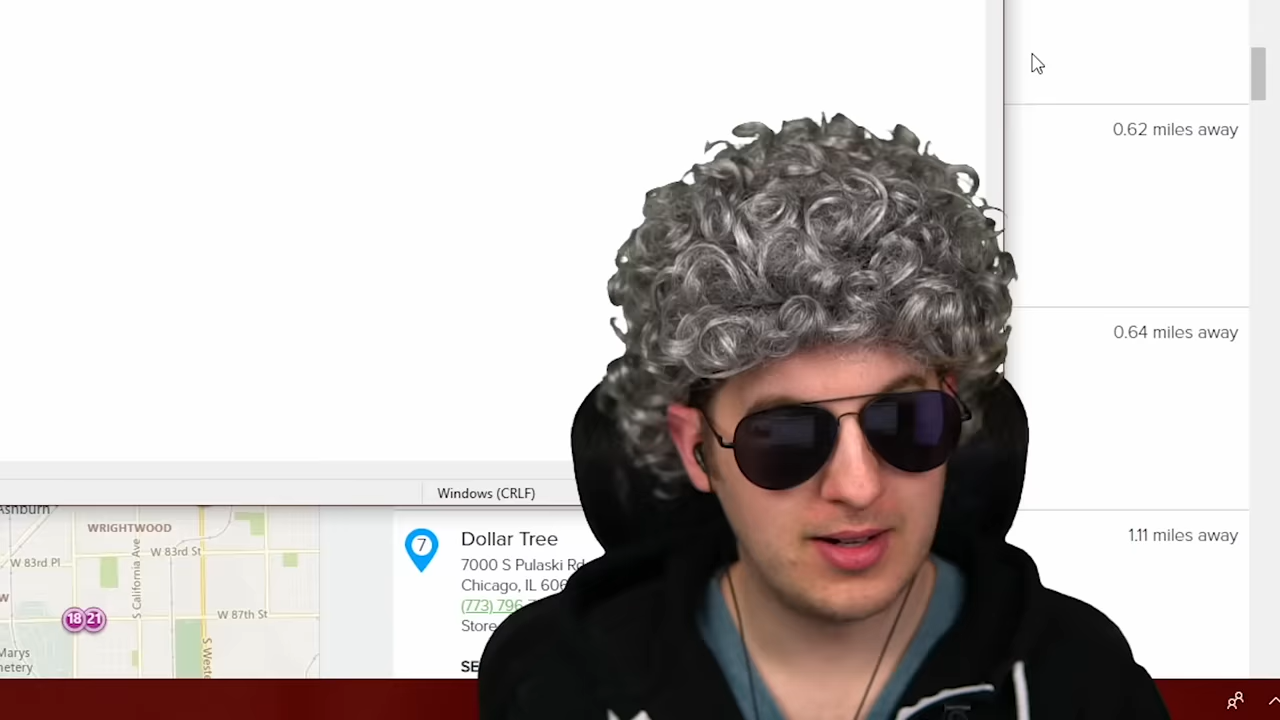 0.62 miles away
0.64 miles away
Windows (CRLF)
WRIGHTWOOD
W 83rd St
W 83rd Pl
S California Ave
W 87th St
18 21
7
Dollar Tree
7000 S Pulaski Rd
Chicago, IL
(773)
Store
1.11 miles away